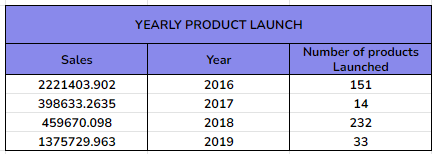 YEARLY PRODUCT LAUNCH
Sales Year Number of products Launched
2221403.902 2016 151
398633.2635 2017 14
459670.098 2018 232
1375729.963 2019 33